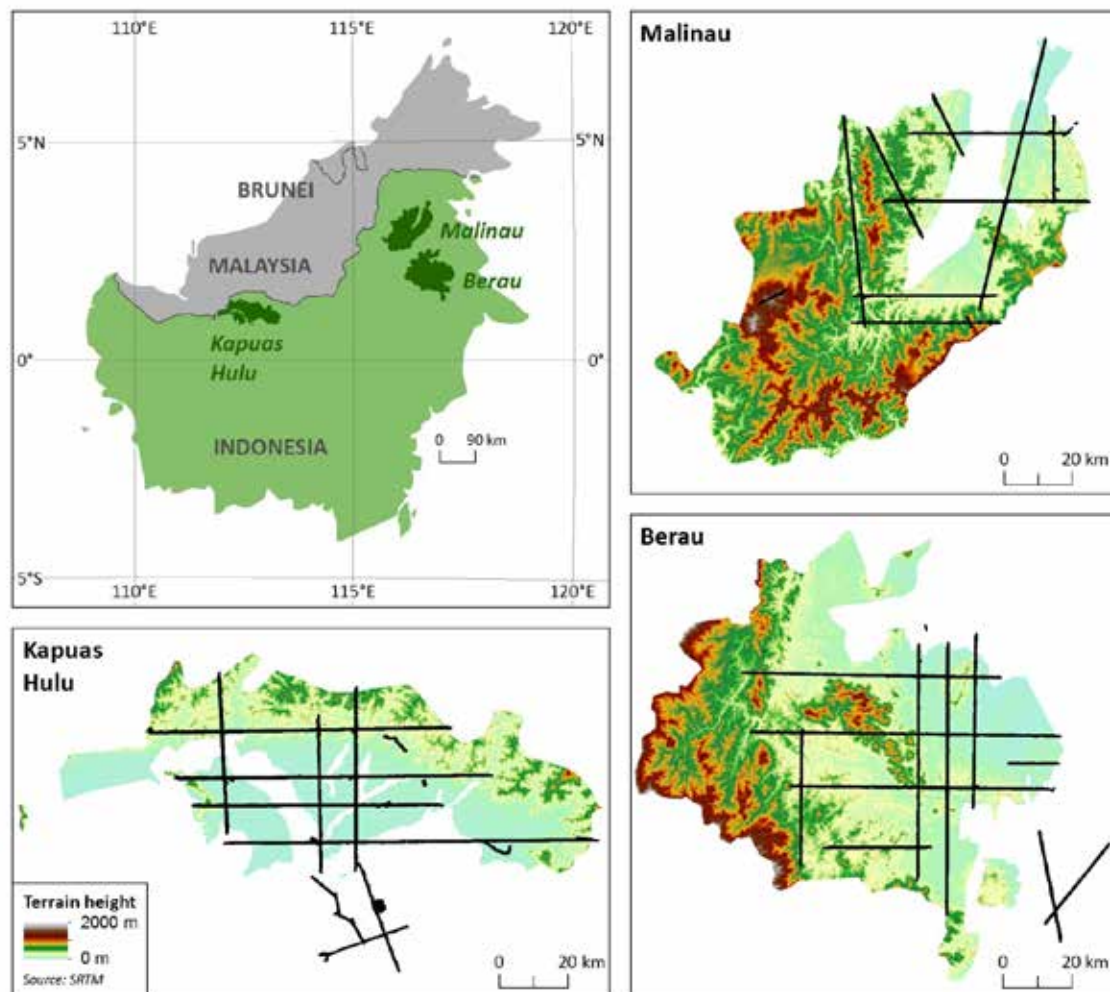 110°E 115°E 120°E
5°N 5°N
BRUNEI
MALAYSIA
Malinau
Berau
Kapuas
Hulu
0° 0°
INDONESIA
0 90 km
5°S
110°E 115°E 120°E
Malinau
0 20 km
Kapuas
Hulu
Terrain height
2000 m
0 m
Source: SRTM
0 20 km
Berau
0 20 km